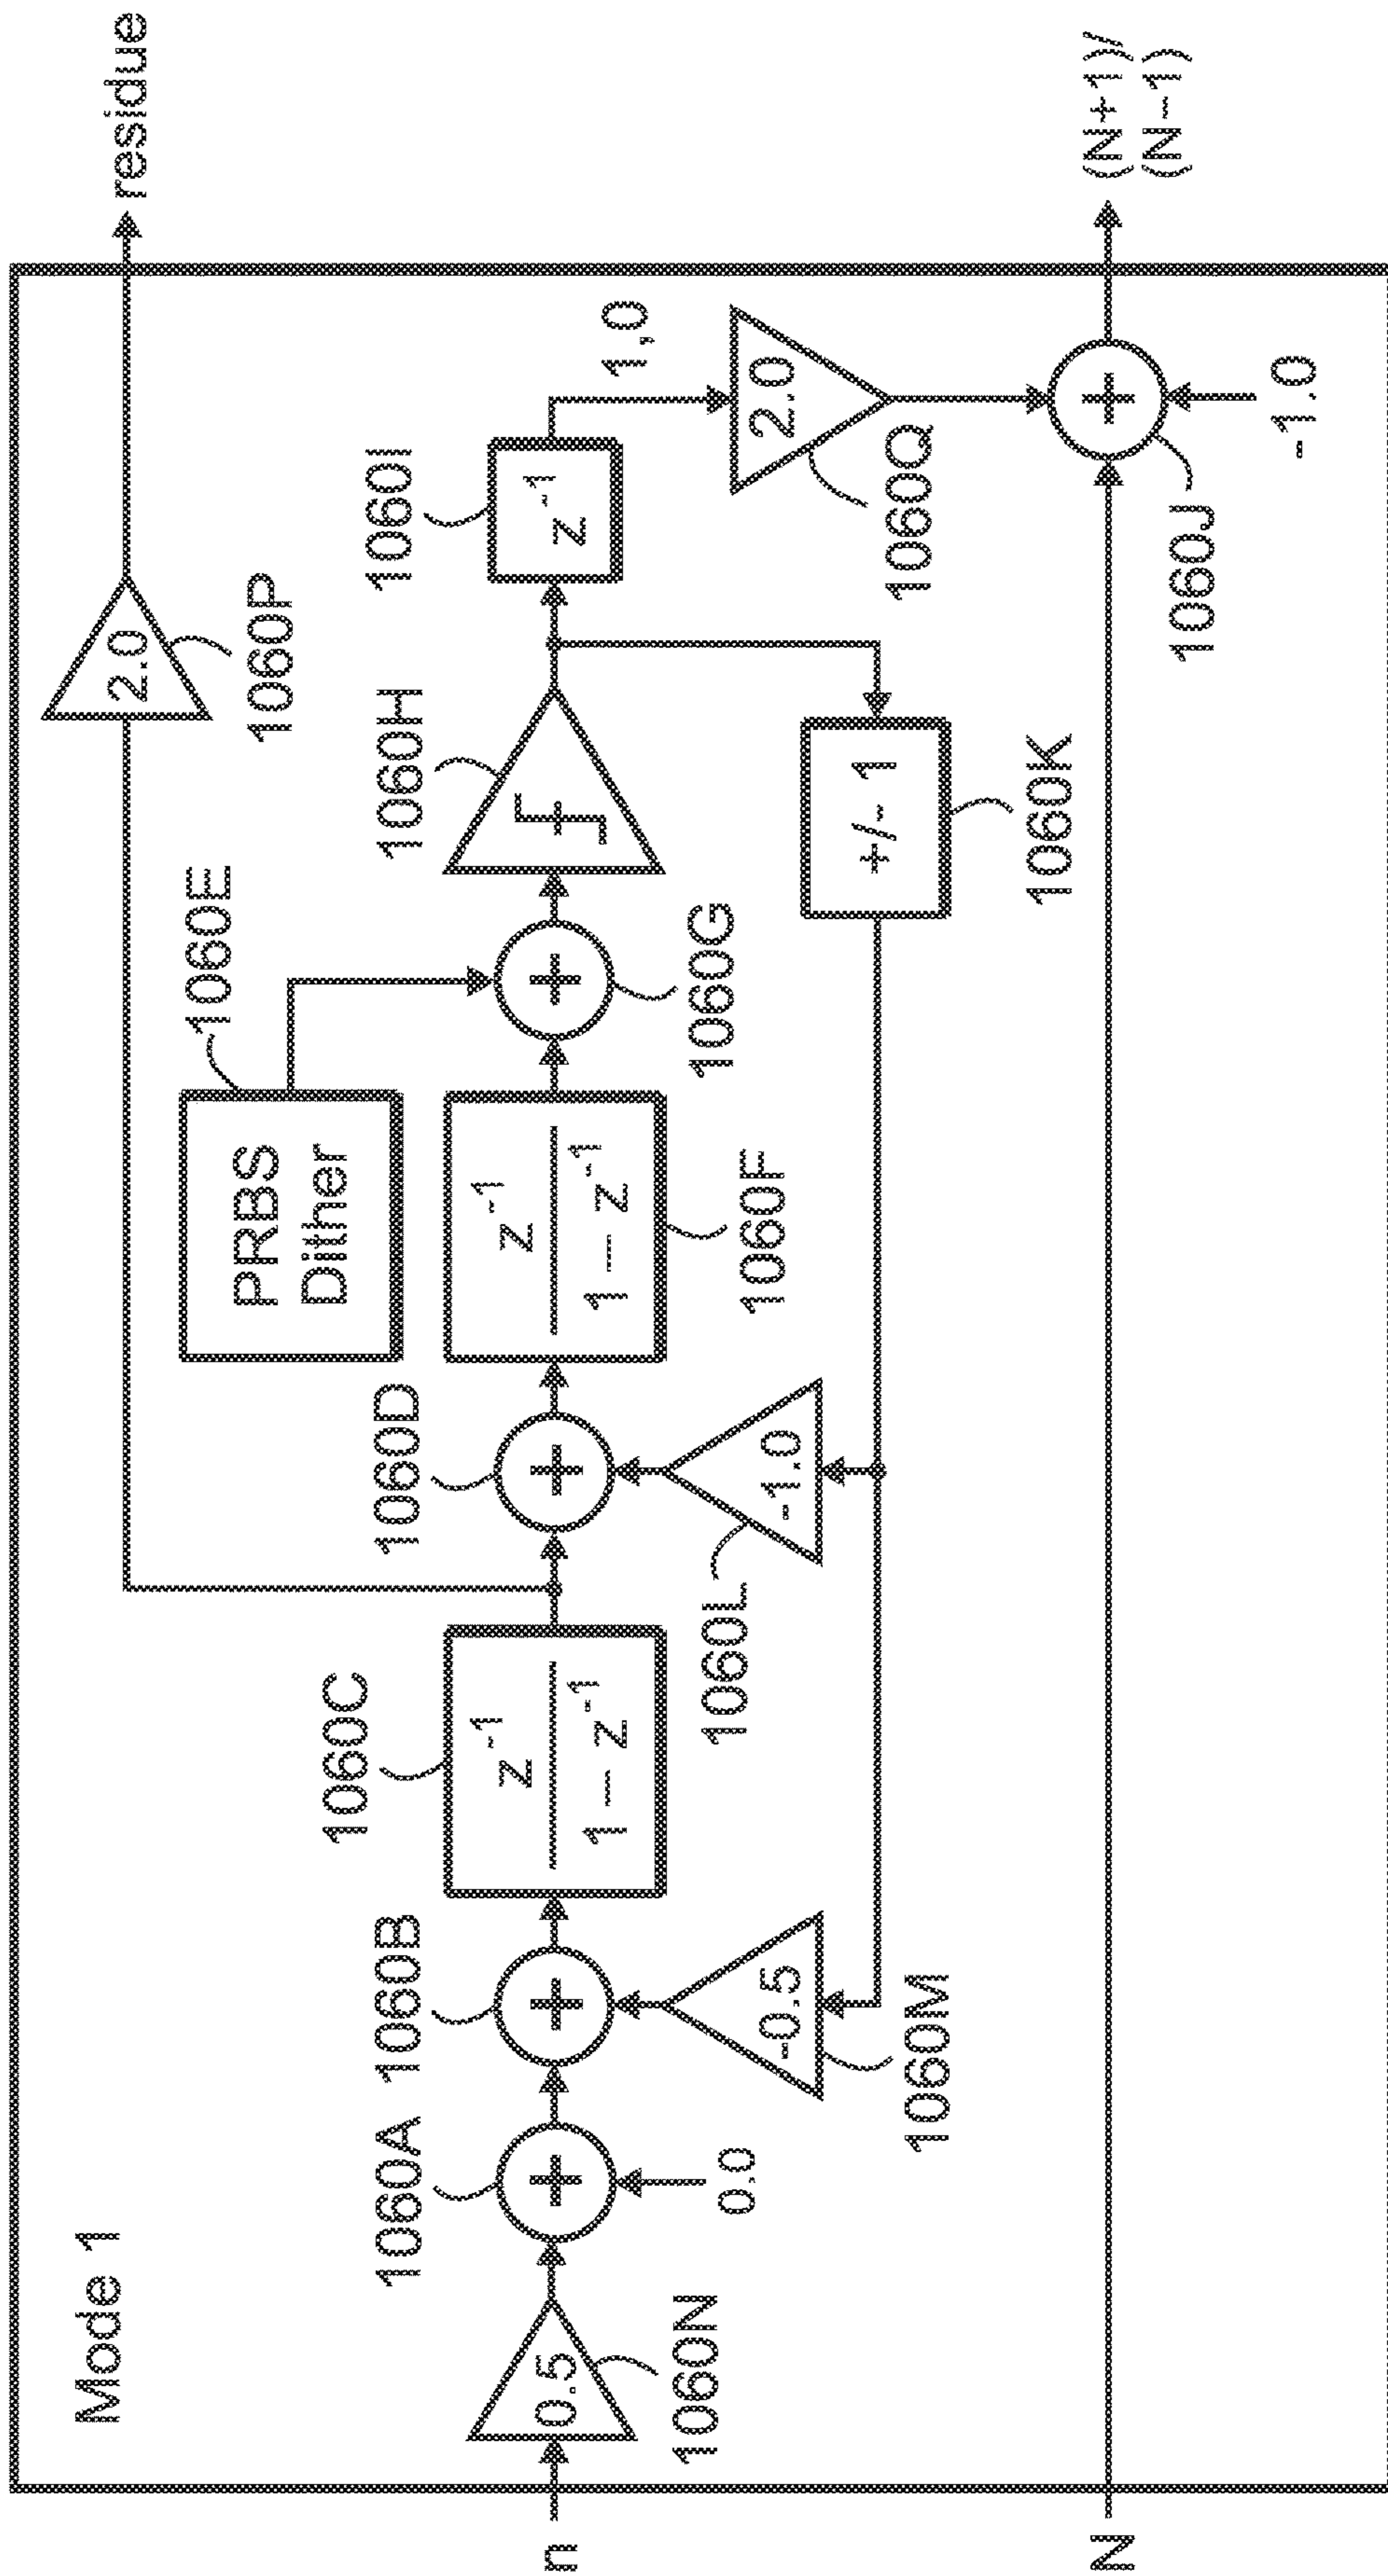 Mode 1
residue
1060P
2.0
1060E
PRBS
Dither
1060A
1060B
1060C
1060D
1060H
1060I
n
0.5
1060N
+
+
z⁻¹
1 – z⁻¹
+
z⁻¹
1 – z⁻¹
+
z⁻¹
1,0
0.0
-0.5
1060M
1060L
-1.0
1060F
1060G
+/- 1
1060K
2.0
1060Q
N
+
(N+1)/
(N-1)
1060J
-1.0